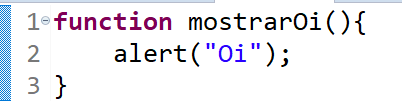 1 function mostrarOi(){
2     alert("Oi");
3 }